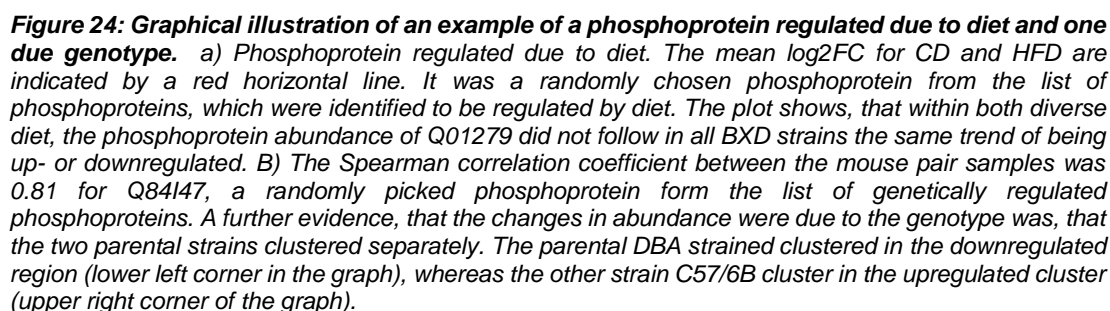 Figure 24: Graphical illustration of an example of a phosphoprotein regulated due to diet and one
due genotype. a) Phosphoprotein regulated due to diet. The mean log2FC for CD and HFD are
indicated by a red horizontal line. It was a randomly chosen phosphoprotein from the list of
phosphoproteins, which were identified to be regulated by diet. The plot shows, that within both diverse
diet, the phosphoprotein abundance of Q01279 did not follow in all BXD strains the same trend of being
up- or downregulated. B) The Spearman correlation coefficient between the mouse pair samples was
0.81 for Q84I47, a randomly picked phosphoprotein form the list of genetically regulated
phosphoproteins. A further evidence, that the changes in abundance were due to the genotype was, that
the two parental strains clustered separately. The parental DBA strained clustered in the downregulated
region (lower left corner in the graph), whereas the other strain C57/6B cluster in the upregulated cluster
(upper right corner of the graph).